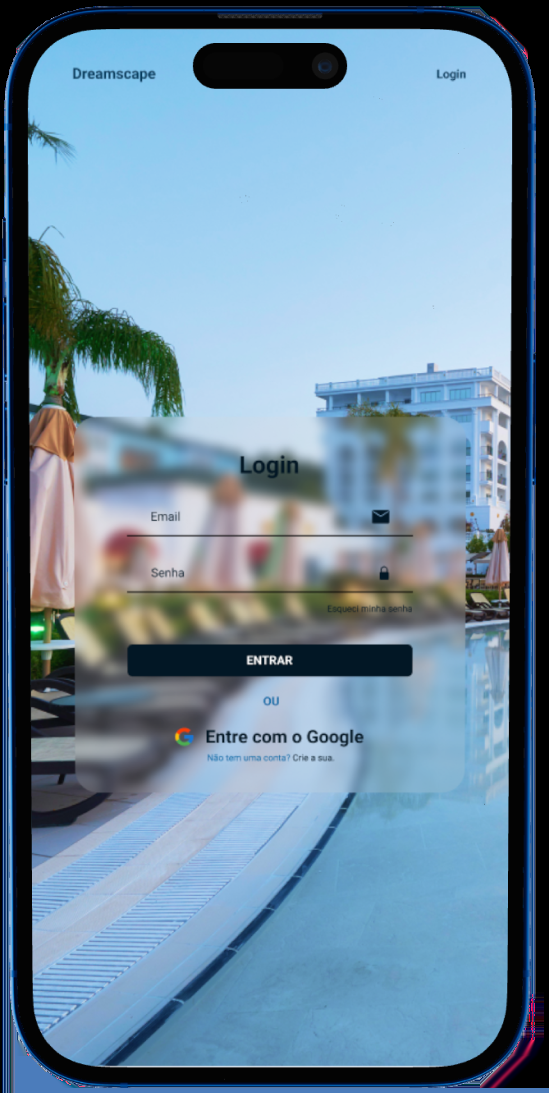 Dreamscape
Login
Login
Email
Senha
Esqueci minha senha
ENTRAR
OU
Entre com o Google
Não tem uma conta? Crie a sua.